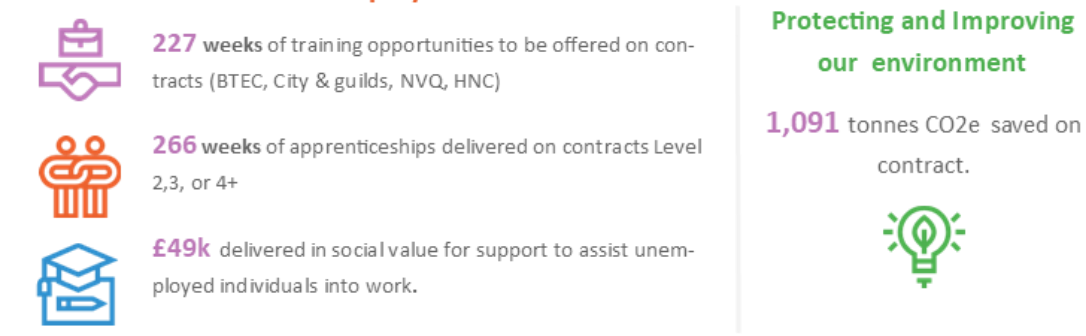 227 weeks of training opportunities to be offered on con-
tracts (BTEC, City & guilds, NVQ, HNC)
266 weeks of apprenticeships delivered on contracts Level
2,3, or 4+
£49k delivered in social value for support to assist unem-
ployed individuals into work.
Protecting and Improving
our environment
1,091 tonnes CO2e saved on
contract.